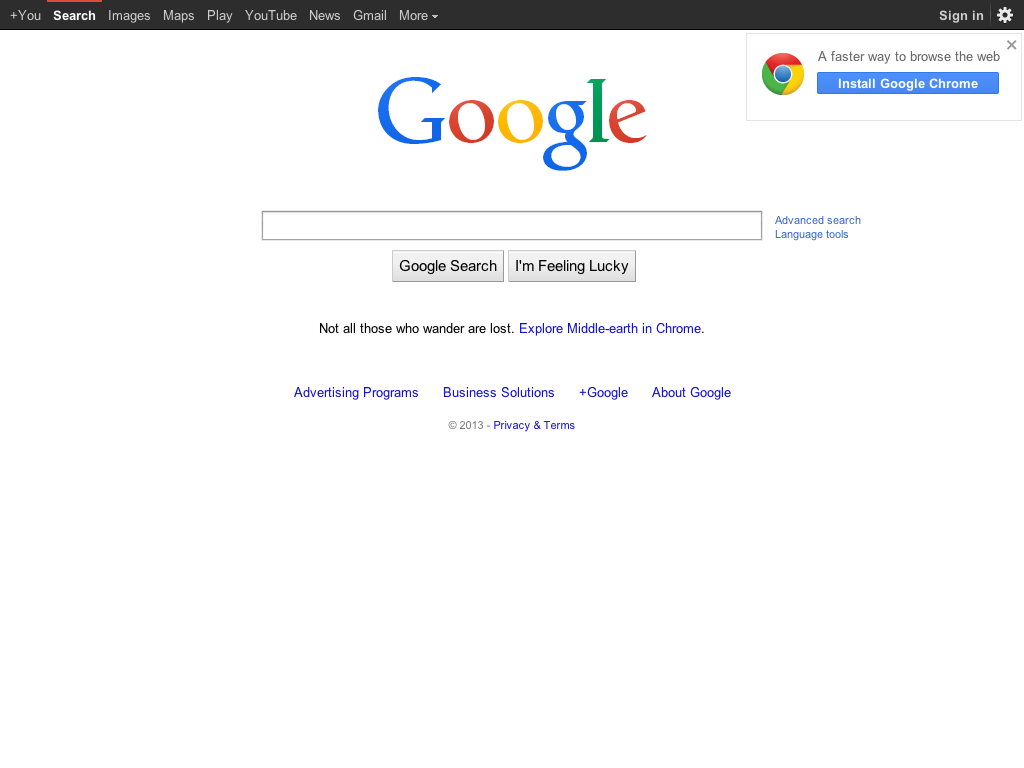 +You Search Images Maps Play YouTube News Gmail More Sign in
A faster way to browse the web
Install Google Chrome
Google
Advanced search
Language tools
Google Search I'm Feeling Lucky
Not all those who wander are lost. Explore Middle-earth in Chrome.
Advertising Programs Business Solutions +Google About Google
© 2013 - Privacy & Terms